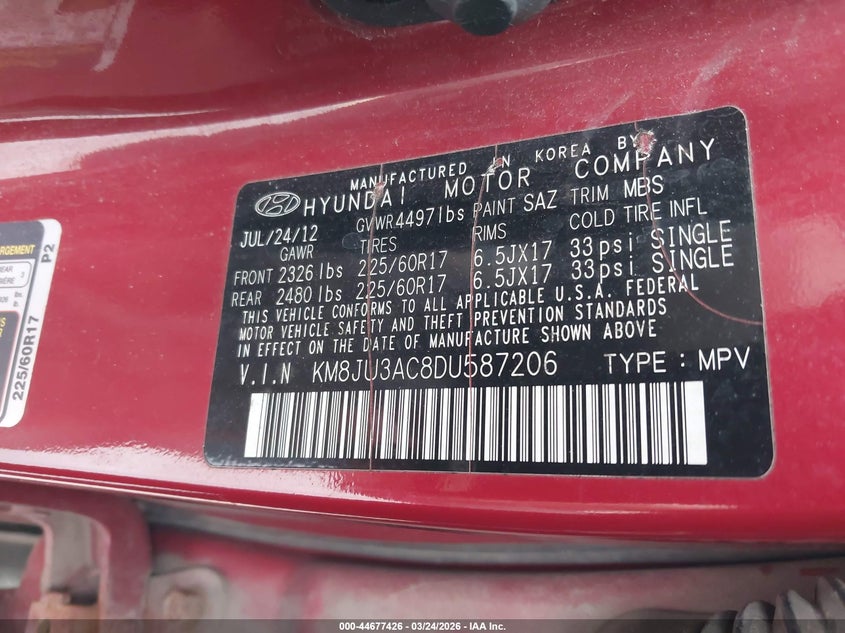 MANUFACTURED IN KOREA BY
HYUNDAI MOTOR COMPANY
JUL/24/12 GVWR4497lbs PAINT SAZ TRIM MBS
GAWR TIRES RIMS COLD TIRE INFL
FRONT 2326 lbs 225/60R17 6.5JX17 33psi SINGLE
REAR 2480 lbs 225/60R17 6.5JX17 33psi SINGLE
THIS VEHICLE CONFORMS TO ALL APPLICABLE U.S.A. FEDERAL
MOTOR VEHICLE SAFETY AND THEFT PREVENTION STANDARDS
IN EFFECT ON THE DATE OF MANUFACTURE SHOWN ABOVE
V.I.N KM8JU3AC8DU587206 TYPE : MPV
P2
225/60R17
000-44677426 - 03/24/2026 - IAA Inc.